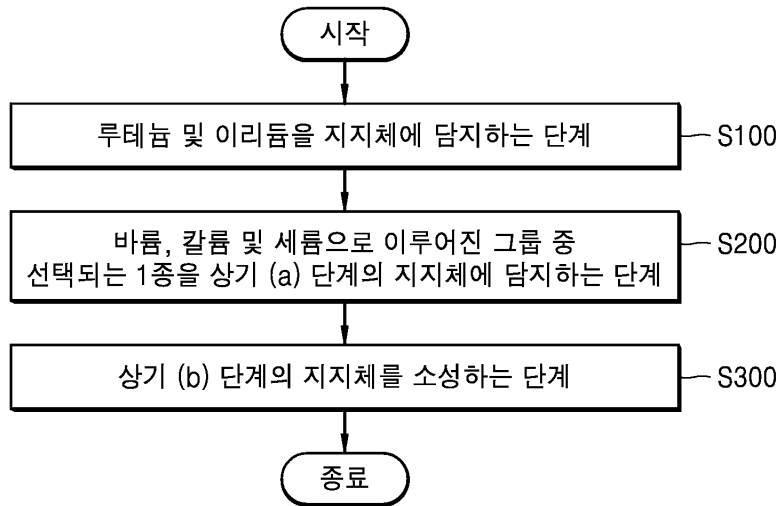 시작
루테늄 및 이리듐을 지지체에 담지하는 단계
S100
바륨, 칼륨 및 세륨으로 이루어진 그룹 중
선택되는 1종을 상기 (a) 단계의 지지체에 담지하는 단계
S200
상기 (b) 단계의 지지체를 소성하는 단계
S300
종료